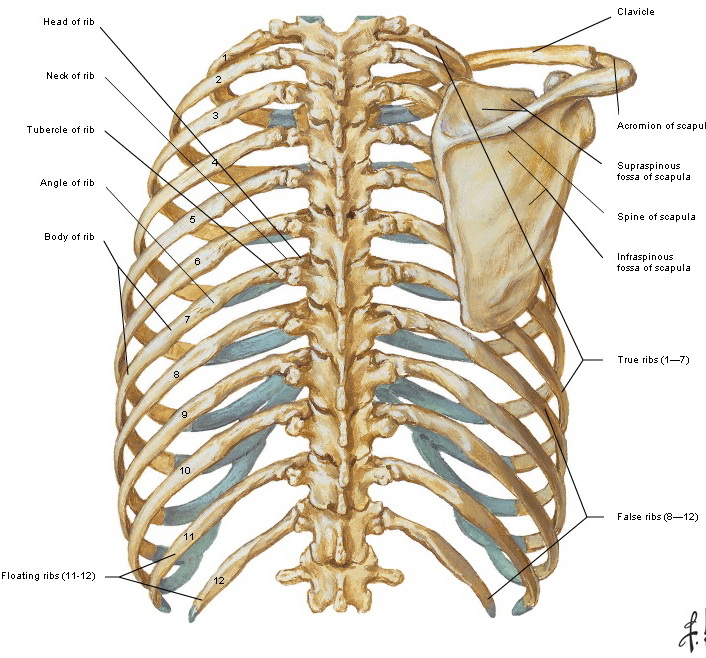 Head of rib
Neck of rib
Tubercle of rib
Angle of rib
Body of rib
Floating ribs (11-12)
1
2
3
4
5
6
7
8
9
10
11
12
Clavicle
Acromion of scapul
Supraspinous
fossa of scapula
Spine of scapula
Infraspinous
fossa of scapula
True ribs (1—7)
False ribs (8—12)